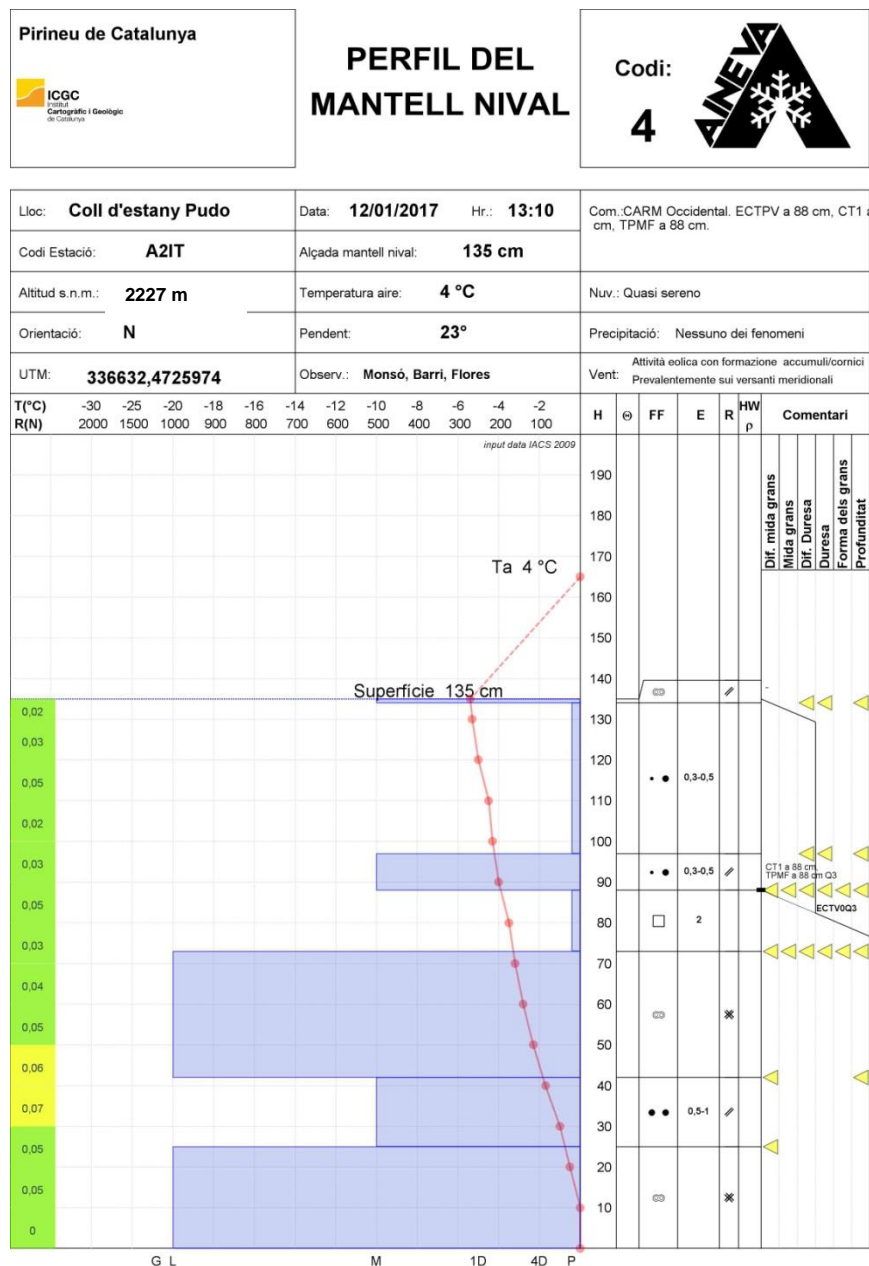 Pirineu de Catalunya
ICGC
Institut
Cartogràfic i Geològic
de Catalunya
PERFIL DEL
MANTELL NIVAL
Codi:
4
AINEVA
Lloc: Coll d'estany Pudo
Data: 12/01/2017 Hr.: 13:10
Com.:CARM Occidental. ECTPV a 88 cm, CT1 a
cm, TPMF a 88 cm.
Codi Estació: A2IT
Alçada mantell nival: 135 cm
Altitud s.n.m.: 2227 m
Temperatura aire: 4 °C
Nuv.: Quasi sereno
Orientació: N
Pendent: 23°
Precipitació: Nessuno dei fenomeni
UTM: 336632,4725974
Observ.: Monsó, Barri, Flores
Vent: Attività eolica con formazione accumuli/cornici
Prevalentemente sui versanti meridionali
T(°C) -30 -25 -20 -18 -16 -14 -12 -10 -8 -6 -4 -2
R(N) 2000 1500 1000 900 800 700 600 500 400 300 200 100
H Θ FF E R HW ρ Comentari
input data IACS 2009
Dif. mida grans
Mida grans
Dif. Duresa
Duresa
Forma dels grans
Profunditat
190
180
170
Ta 4 °C
160
150
140
Superfície 135 cm
0,02
130
0,03
120
0,05
0,3-0,5
110
0,02
100
0,03
0,3-0,5
CT1 a 88 cm,
TPMF a 88 cm Q3
90
0,05
2
ECTV0Q3
80
0,03
70
0,04
60
0,05
50
0,06
40
0,07
0,5-1
30
0,05
20
0,05
10
0
G L M 1D 4D P